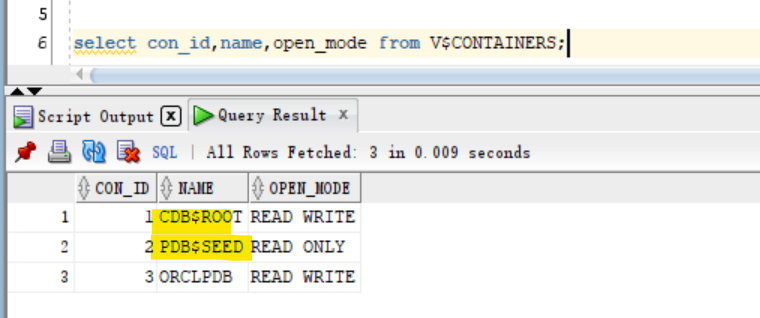 5
6 select con_id,name,open_mode from V$CONTAINERS;
Script Output x Query Result x
SQL | All Rows Fetched: 3 in 0.009 seconds
CON_ID NAME OPEN_MODE
1 1 CDB$ROOT READ WRITE
2 2 PDB$SEED READ ONLY
3 3 ORCLPDB READ WRITE